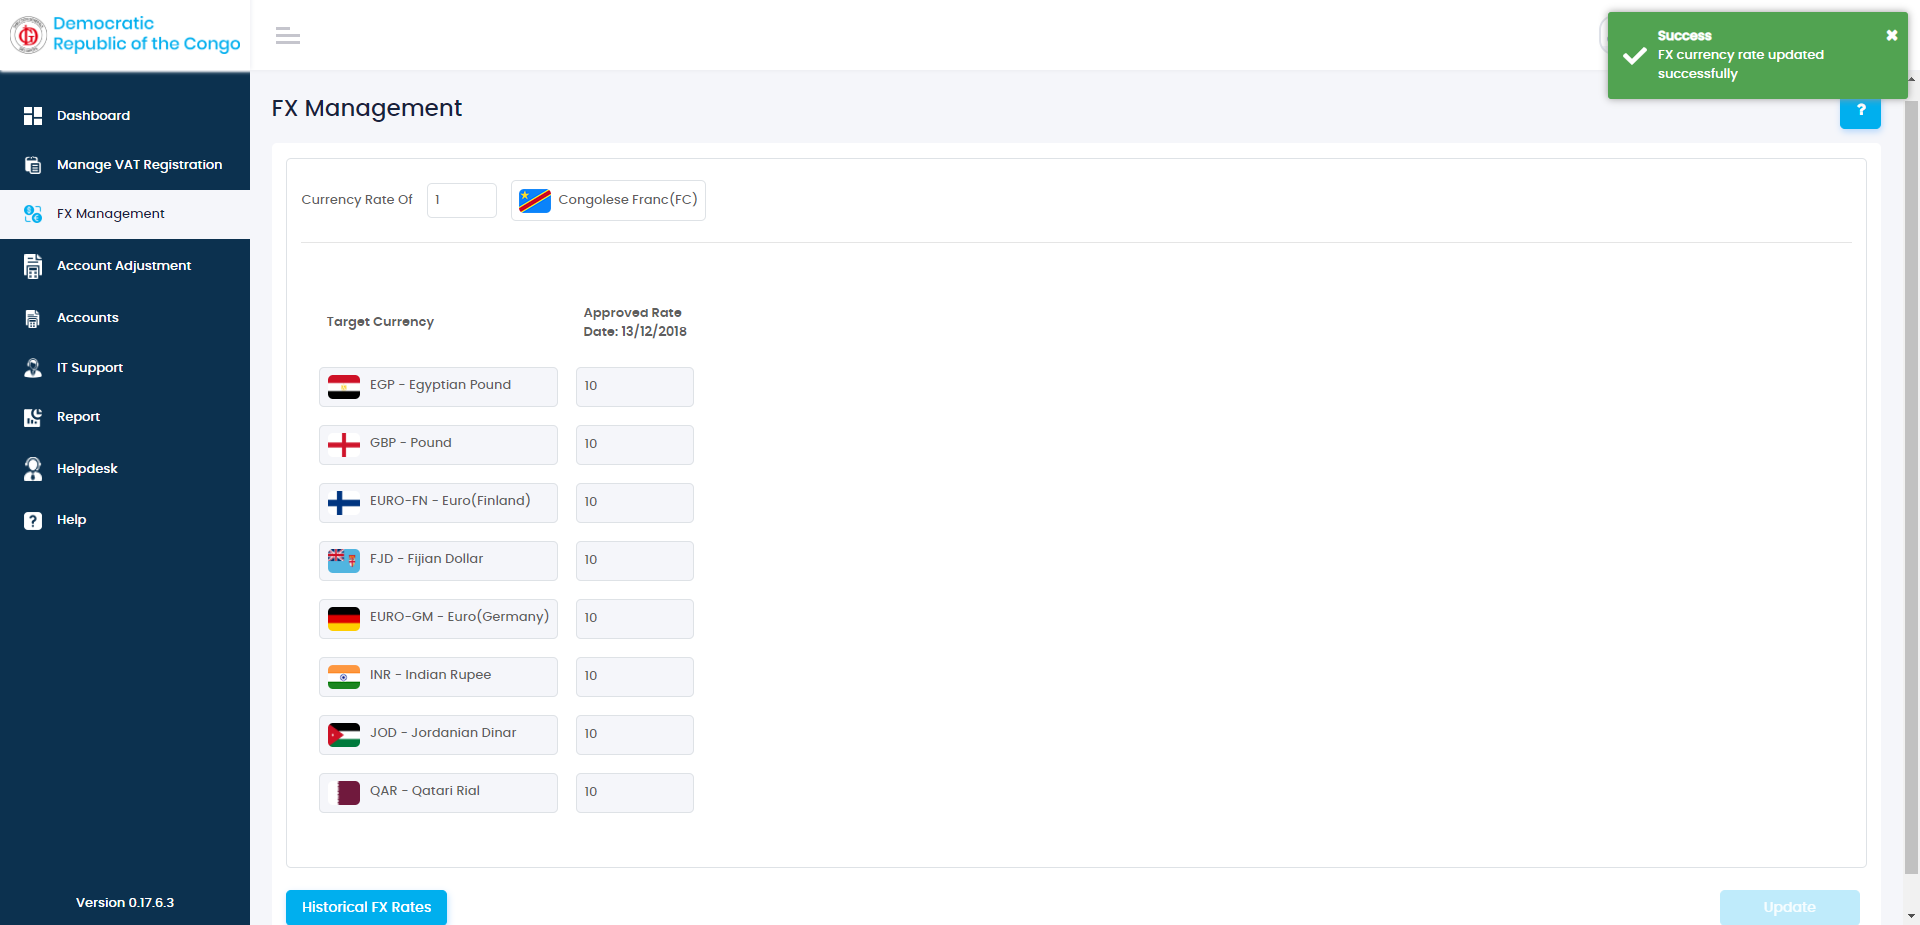 Democratic
Republic of the Congo
Success
FX currency rate updated
successfully
Dashboard
Manage VAT Registration
FX Management
Account Adjustment
Accounts
IT Support
Report
Helpdesk
Help
Version 0.17.6.3
FX Management
?
Currency Rate Of
1
Congolese Franc(FC)
Target Currency
Approved Rate
Date: 13/12/2018
EGP - Egyptian Pound 10
GBP - Pound 10
EURO-FN - Euro(Finland) 10
FJD - Fijian Dollar 10
EURO-GM - Euro(Germany) 10
INR - Indian Rupee 10
JOD - Jordanian Dinar 10
QAR - Qatari Rial 10
Historical FX Rates
Update